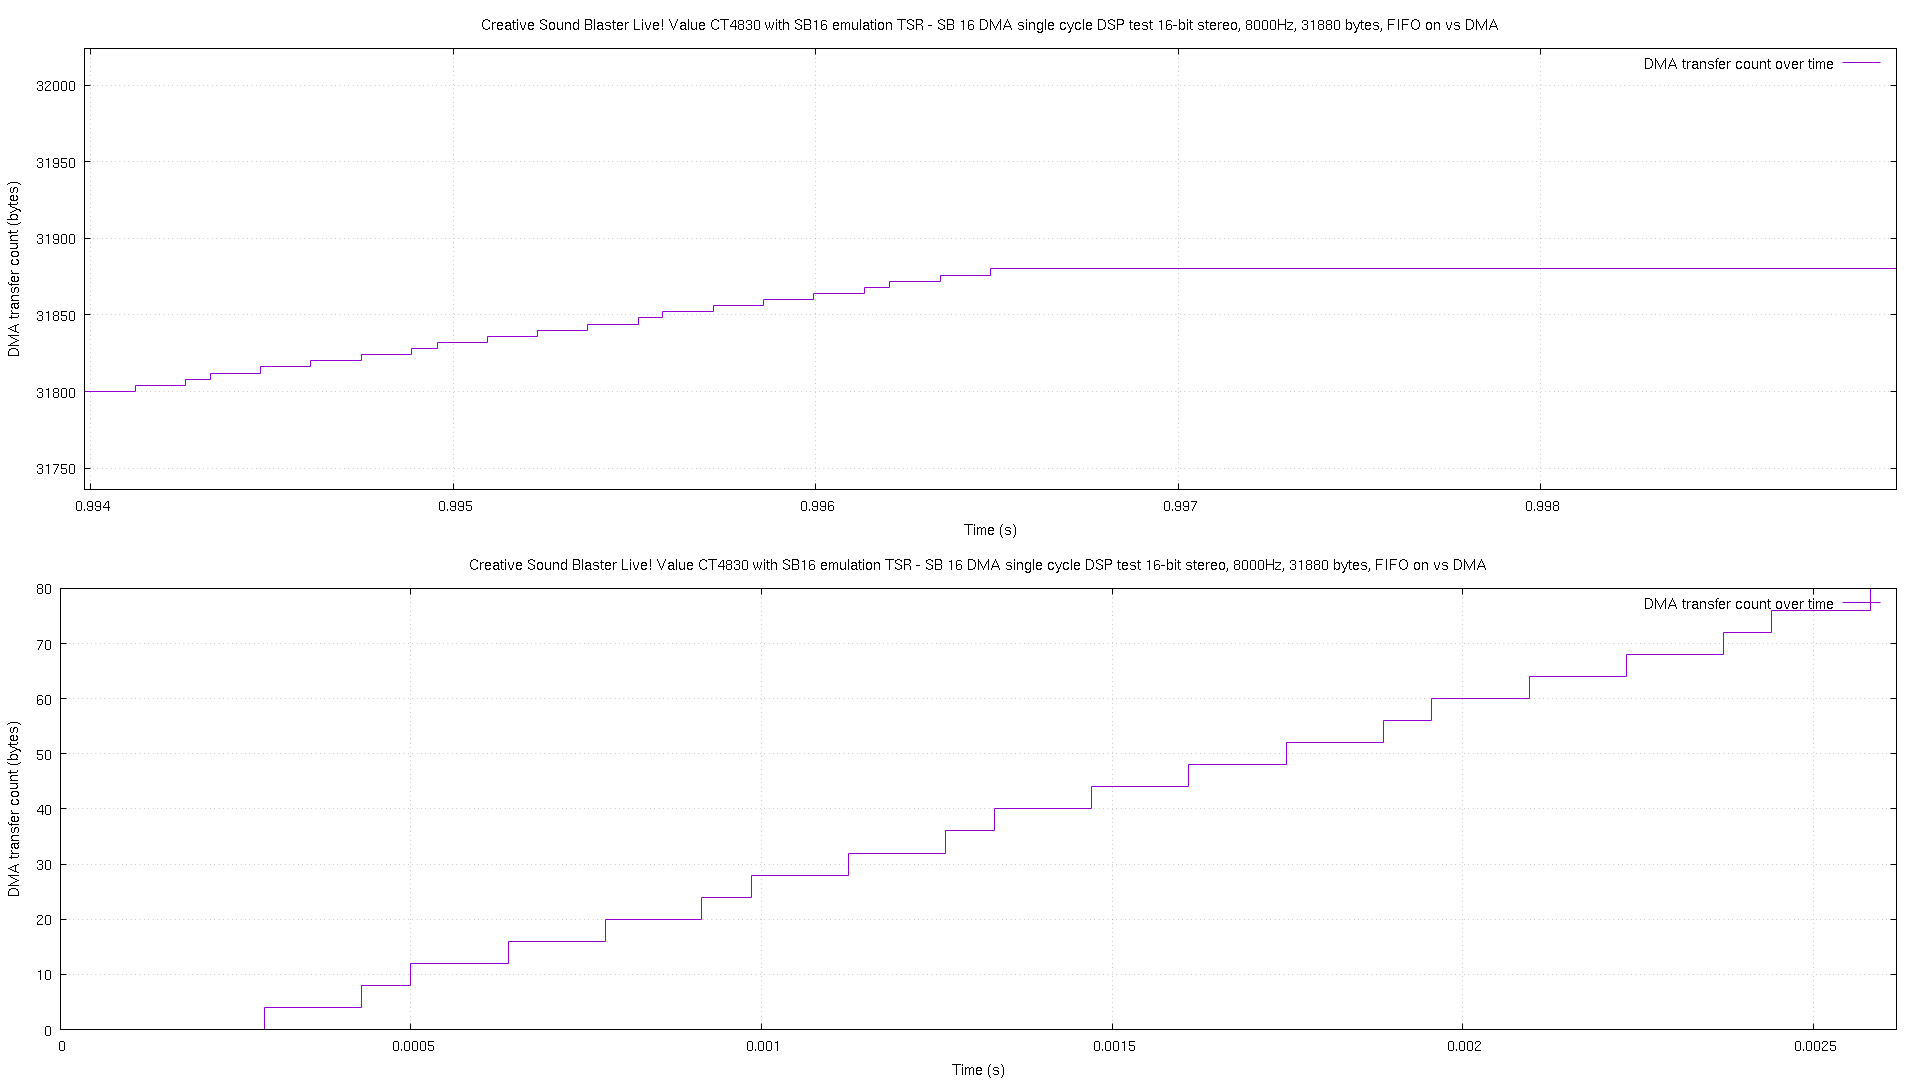 Creative Sound Blaster Live! Value CT4830 with SB16 emulation TSR - SB 16 DMA single cycle DSP test 16-bit stereo, 8000Hz, 31880 bytes, FIFO on vs DMA
DMA transfer count over time
32000
31950
31900
31850
31800
31750
DMA transfer count (bytes)
0.994 0.995 0.996 0.997 0.998
Time (s)
Creative Sound Blaster Live! Value CT4830 with SB16 emulation TSR - SB 16 DMA single cycle DSP test 16-bit stereo, 8000Hz, 31880 bytes, FIFO on vs DMA
DMA transfer count over time
80
70
60
50
40
30
20
10
0
DMA transfer count (bytes)
0 0.0005 0.001 0.0015 0.002 0.0025
Time (s)